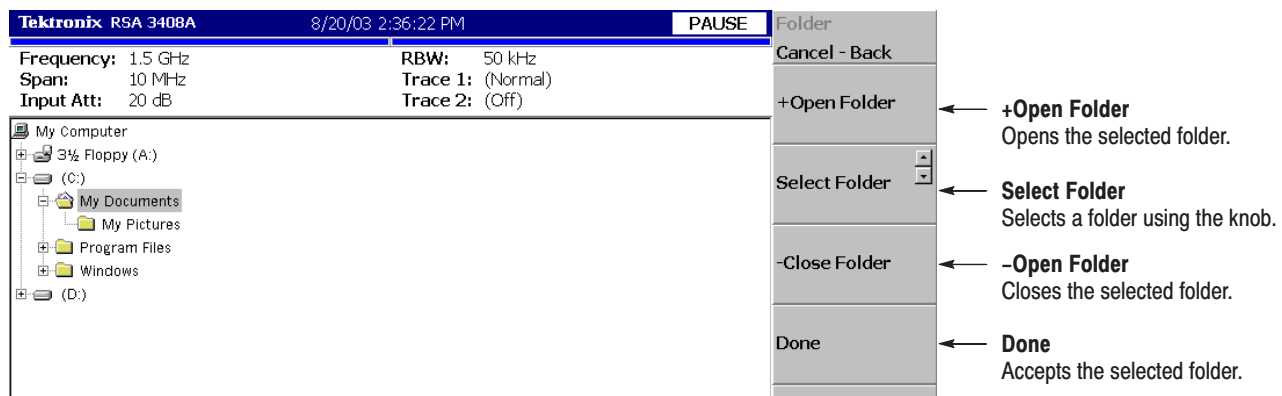 Tektronix RSA 3408A 8/20/03 2:36:22 PM PAUSE
Frequency: 1.5 GHz RBW: 50 kHz
Span: 10 MHz Trace 1: (Normal)
Input Att: 20 dB Trace 2: (Off)
My Computer
3½ Floppy (A:)
(C:)
My Documents
My Pictures
Program Files
Windows
(D:)
Folder
Cancel - Back
+Open Folder
Select Folder
-Close Folder
Done
+Open Folder
Opens the selected folder.
Select Folder
Selects a folder using the knob.
–Open Folder
Closes the selected folder.
Done
Accepts the selected folder.